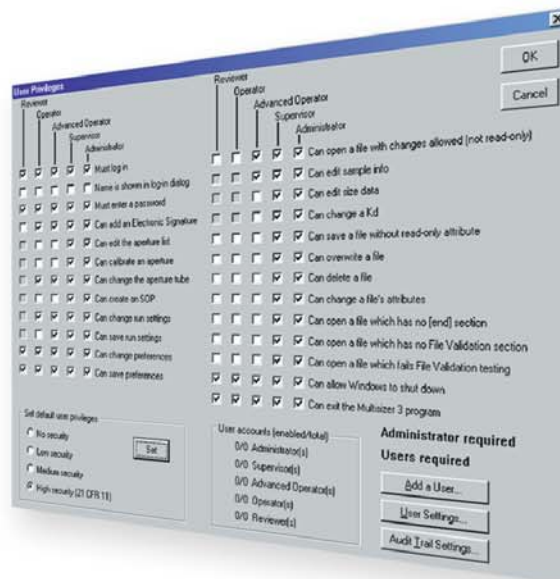 User Privileges
Reviewer
Operator
Advanced Operator
Supervisor
Administrator
Must log in
Name is shown in log-in dialog
Must enter a password
Can add an Electronic Signature
Can edit the aperture list
Can calibrate an aperture
Can change the aperture tube
Can create an SOP
Can change run settings
Can save run settings
Can change preferences
Can save preferences
Set default user privileges
No security
Low security
Medium security
High security (21 CFR 11)
Set
Reviewer
Operator
Advanced Operator
Supervisor
Administrator
Can open a file with changes allowed (not read-only)
Can edit sample info
Can edit size data
Can change a Kd
Can save a file without read-only attribute
Can overwrite a file
Can delete a file
Can change a file's attributes
Can open a file which has no [end] section
Can open a file which has no File Validation section
Can open a file which fails File Validation testing
Can allow Windows to shut down
Can exit the Multisizer 3 program
User accounts (enabled/total)
0/0 Administrator(s)
0/0 Supervisor(s)
0/0 Advanced Operator(s)
0/0 Operator(s)
0/0 Reviewer(s)
OK
Cancel
Administrator required
Users required
Add a User...
User Settings...
Audit Trail Settings...